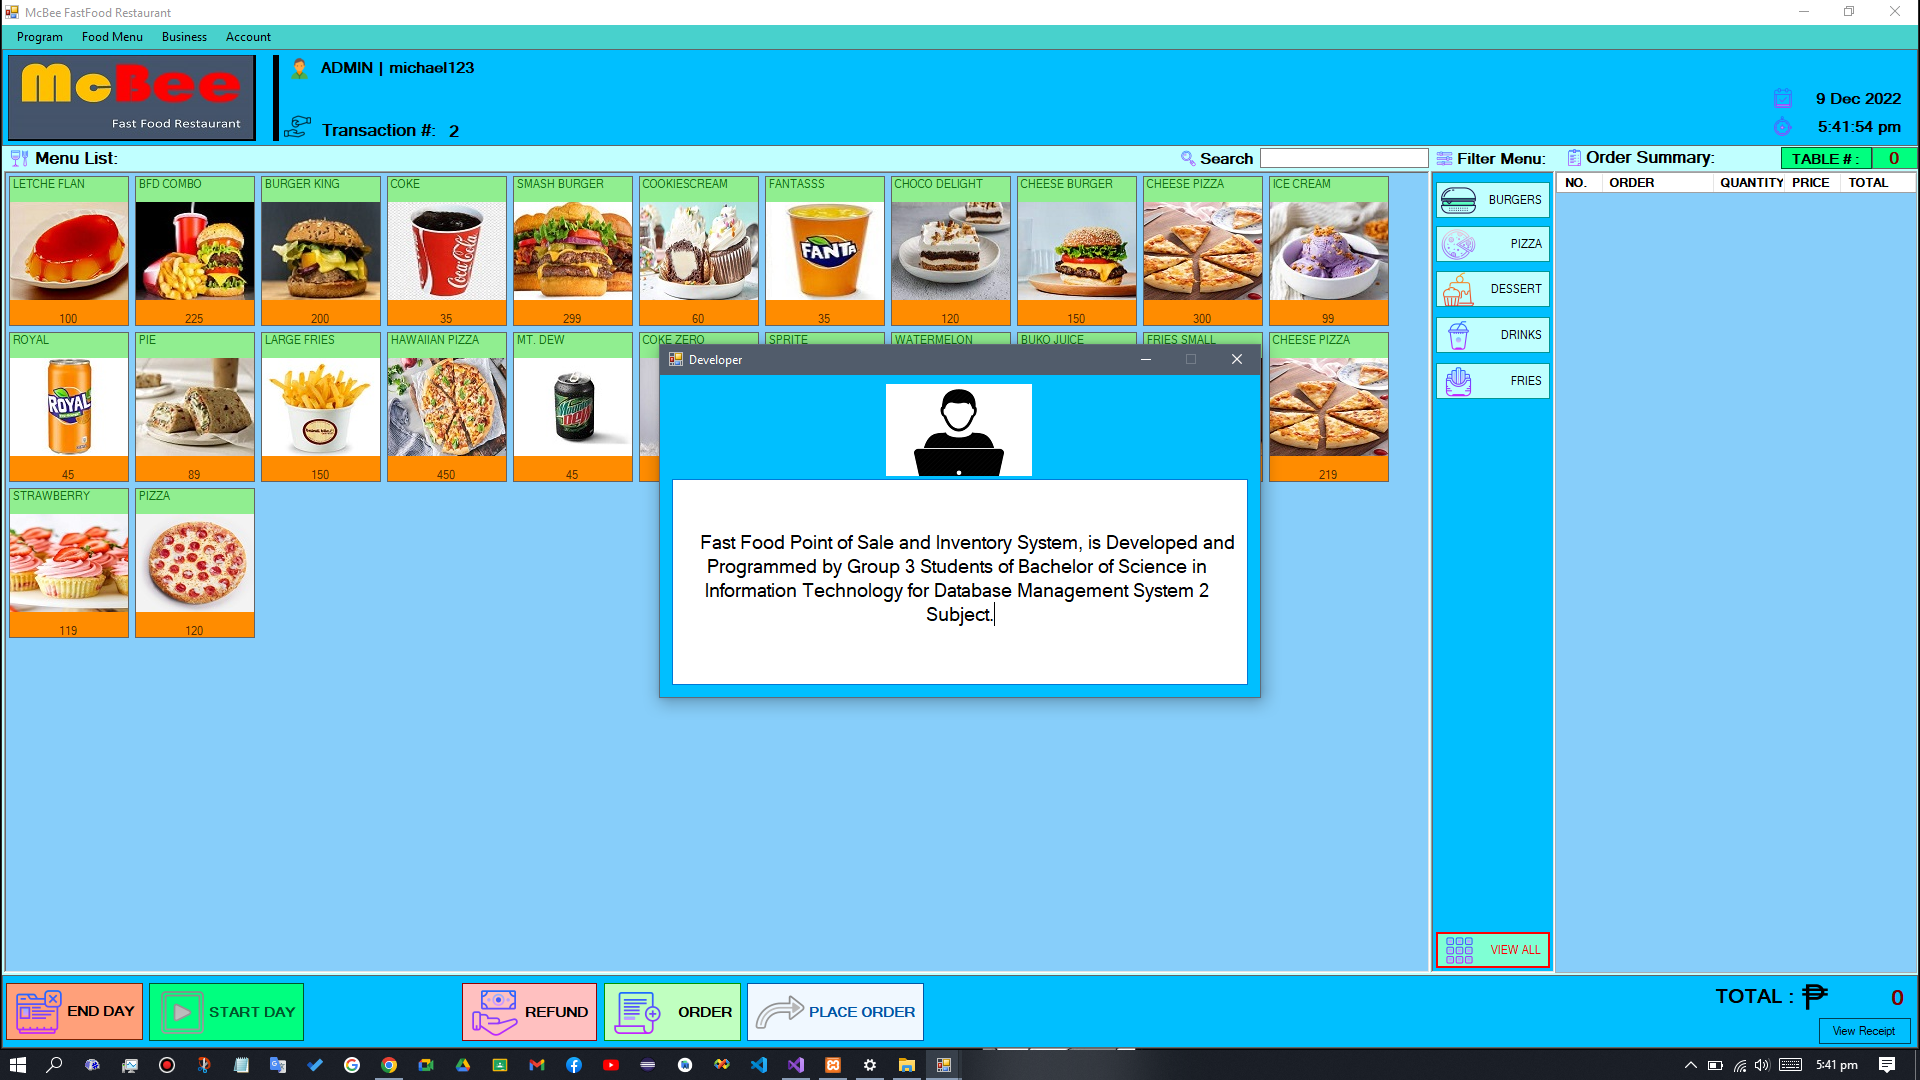 McBee FastFood Restaurant
Program Food Menu Business Account
McBee
Fast Food Restaurant
ADMIN | michael123
Transaction #: 2
9 Dec 2022
5:41:54 pm
Menu List:
Search
Filter Menu:
Order Summary:
TABLE # : 0
LETCHE FLAN BFD COMBO BURGER KING COKE SMASH BURGER COOKIESCREAM FANTASSS CHOCO DELIGHT CHEESE BURGER CHEESE PIZZA ICE CREAM
Coca-Cola
FANTA
100 225 200 35 299 60 35 120 150 300 99
ROYAL PIE LARGE FRIES HAWAIIAN PIZZA MT. DEW COKE ZERO SPRITE WATERMELON BUKO JUICE FRIES SMALL CHEESE PIZZA
ROYAL
45 89 150 450 45 219
STRAWBERRY PIZZA
119 120
Developer
Fast Food Point of Sale and Inventory System, is Developed and
Programmed by Group 3 Students of Bachelor of Science in
Information Technology for Database Management System 2
Subject.
BURGERS
PIZZA
DESSERT
DRINKS
FRIES
VIEW ALL
NO. ORDER QUANTITY PRICE TOTAL
END DAY
START DAY
REFUND
ORDER
PLACE ORDER
TOTAL : ₱ 0
View Receipt
5:41 pm